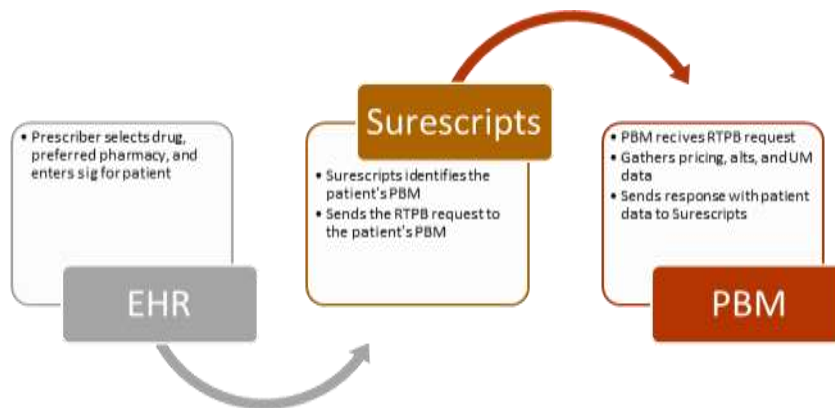 • Prescriber selects drug,
preferred pharmacy, and
enters sig for patient
EHR
Surescripts
• Surescripts identifies the
patient's PBM
• Sends the RTPB request to
the patient's PBM
• PBM recives RTPB request
• Gathers pricing, alts, and UM
data
• Sends response with patient
data to Surescripts
PBM